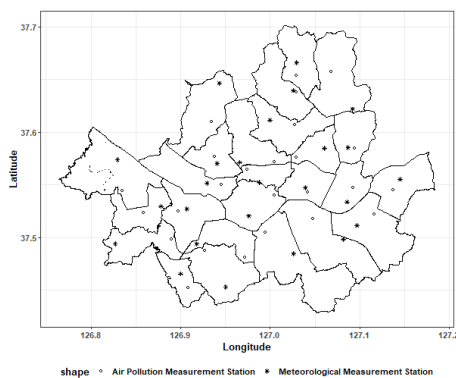 37.7
37.6
37.5
Latitude
126.8 126.9 127.0 127.1 127.2
Longitude
shape ∘ Air Pollution Measurement Station * Meteorological Measurement Station